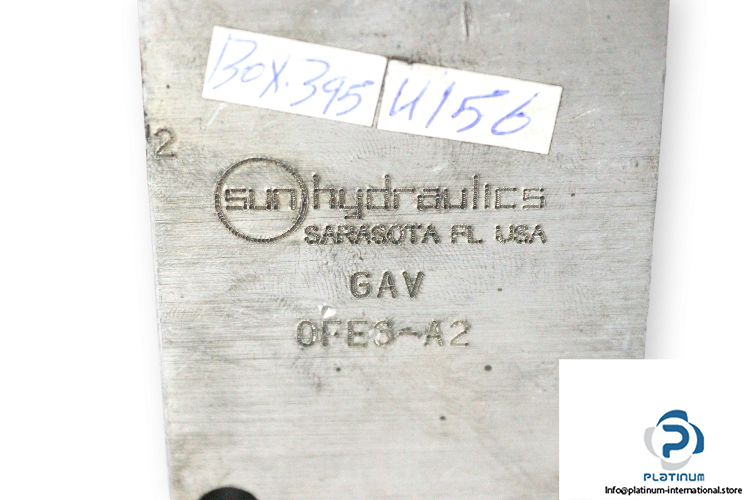 BOX.395 U156
2
sun hydraulics
SARASOTA FL USA
GAV
OFE3-A2
PLATINUM
Info@platinum-international.store